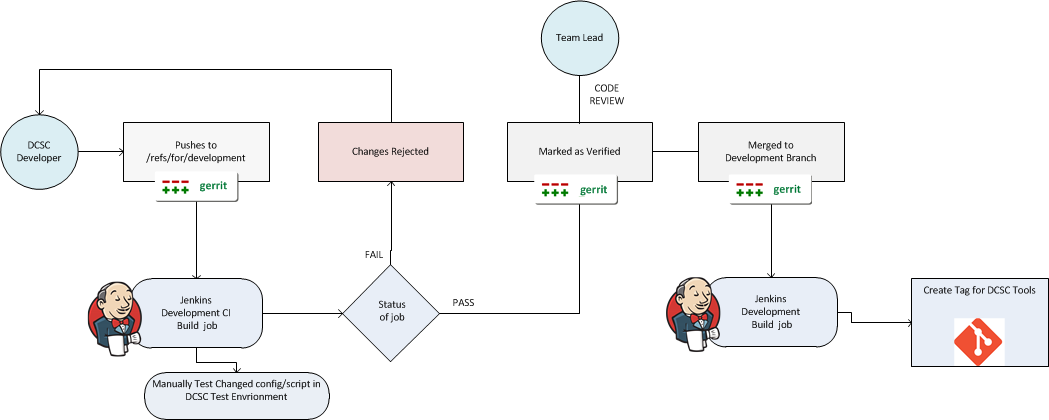 Team Lead
CODE
REVIEW
DCSC
Developer
Pushes to
/refs/for/development
gerrit
Changes Rejected
Marked as Verified
gerrit
Merged to
Development Branch
gerrit
FAIL
Jenkins
Development CI
Build job
Status
of job
PASS
Jenkins
Development
Build job
Create Tag for DCSC Tools
Manually Test Changed config/script in
DCSC Test Envrionment